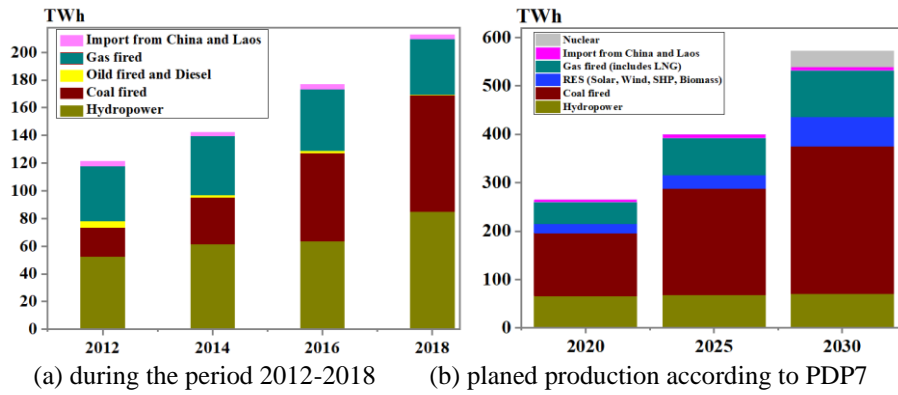 TWh
200
180
160
140
120
100
80
60
40
20
0
Import from China and Laos
Gas fired
Oild fired and Diesel
Coal fired
Hydropower
2012 2014 2016 2018
(a) during the period 2012-2018
TWh
600
500
400
300
200
100
0
Nuclear
Import from China and Laos
Gas fired (includes LNG)
RES (Solar, Wind, SHP, Biomass)
Coal fired
Hydropower
2020 2025 2030
(b) planed production according to PDP7